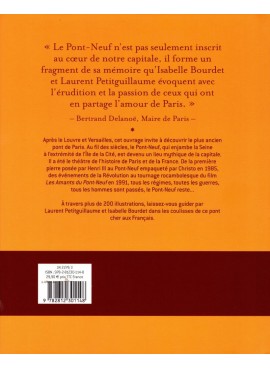 « Le Pont-Neuf n'est pas seulement inscrit
au cœur de notre capitale, il forme un
fragment de sa mémoire qu'Isabelle Bourdet
et Laurent Petitguillaume évoquent avec
l'érudition et la passion de ceux qui ont
en partage l'amour de Paris. »
– Bertrand Delanoë, Maire de Paris –
Après le Louvre et Versailles, cet ouvrage invite à découvrir le plus ancien
pont de Paris. Au fil des siècles, le Pont-Neuf, qui enjambe la Seine
à l'extrémité de l'Île de la Cité, est devenu un lieu mythique de la capitale.
Il a été le théâtre de l'histoire de Paris et de la France. De la première
pierre posée par Henri III au Pont-Neuf empaqueté par Christo en 1985,
des événements de la Révolution au tournage rocambolesque du film
Les Amants du Pont-Neuf en 1991, tous les régimes, toutes les guerres,
tous les hommes sont passés, le Pont-Neuf reste...
À travers plus de 200 illustrations, laissez-vous guider par
Laurent Petitguillaume et Isabelle Bourdet dans les coulisses de ce pont
cher aux Français.
9 782812 301148